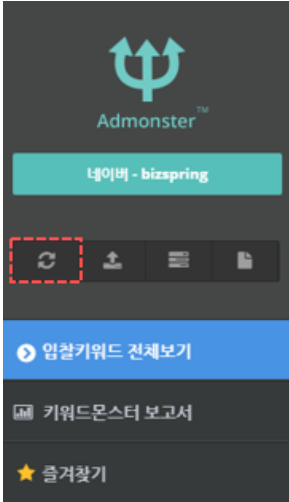 Admonster™
네이버 - bizspring
입찰키워드 전체보기
키워드몬스터 보고서
즐겨찾기